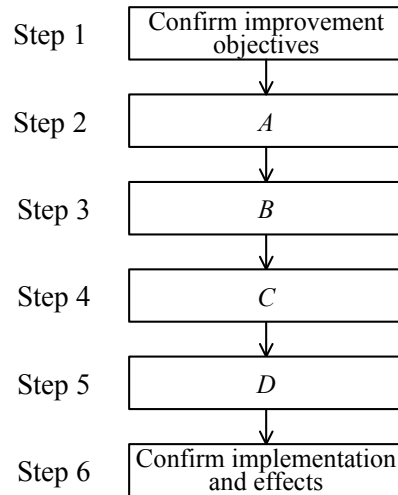 Step 1
Confirm improvement
objectives
Step 2
A
Step 3
B
Step 4
C
Step 5
D
Step 6
Confirm implementation
and effects